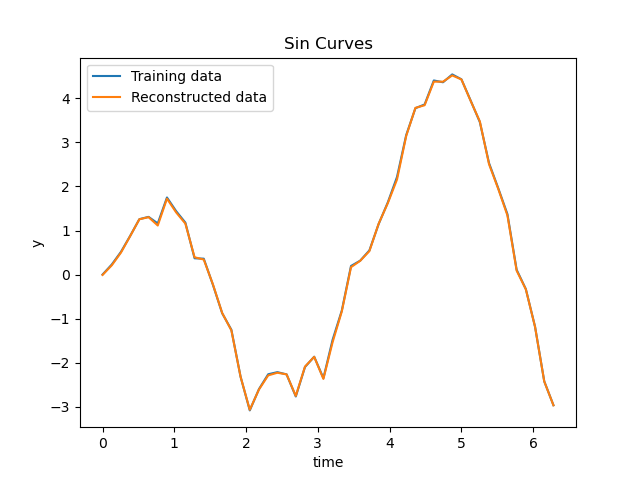 Sin Curves
Training data
Reconstructed data
y
4
3
2
1
0
−1
−2
−3
0 1 2 3 4 5 6
time